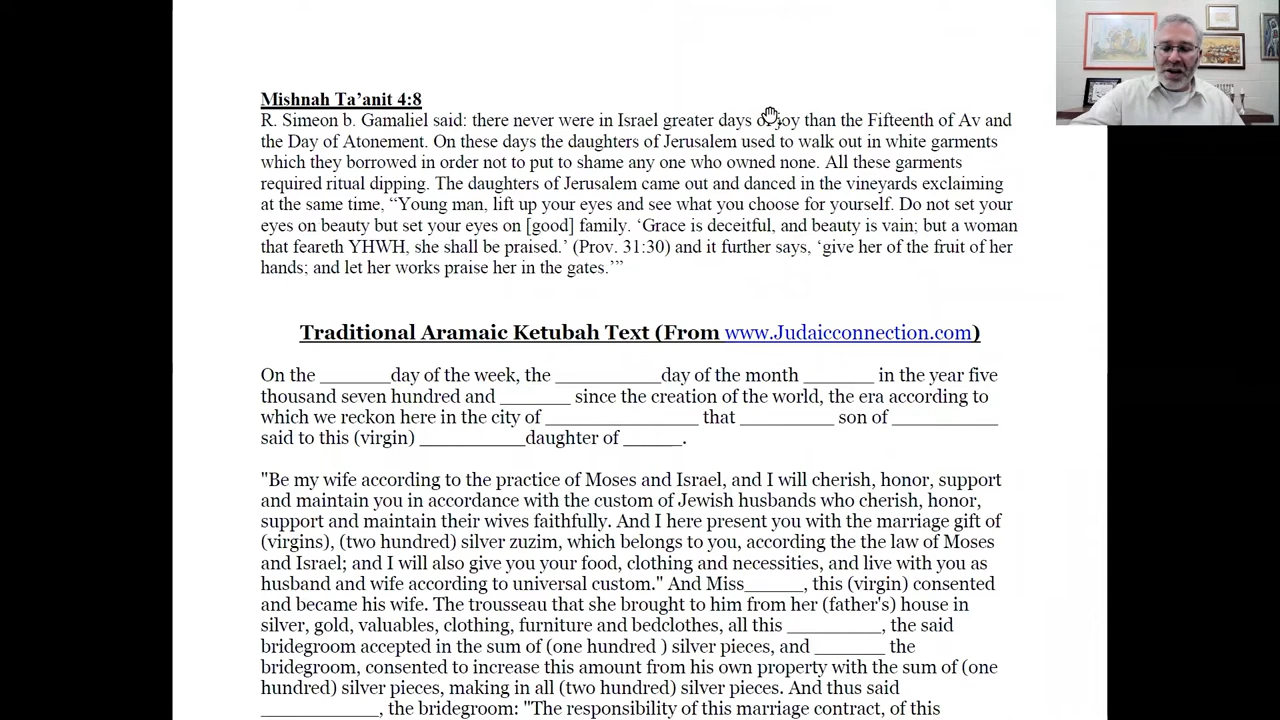 Mishnah Ta’anit 4:8
R. Simeon b. Gamaliel said: there never were in Israel greater days of joy than the Fifteenth of Av and
the Day of Atonement. On these days the daughters of Jerusalem used to walk out in white garments
which they borrowed in order not to put to shame any one who owned none. All these garments
required ritual dipping. The daughters of Jerusalem came out and danced in the vineyards exclaiming
at the same time, “Young man, lift up your eyes and see what you choose for yourself. Do not set your
eyes on beauty but set your eyes on [good] family. ‘Grace is deceitful, and beauty is vain; but a woman
that feareth YHWH, she shall be praised.’ (Prov. 31:30) and it further says, ‘give her of the fruit of her
hands; and let her works praise her in the gates.’”
Traditional Aramaic Ketubah Text (From www.Judaicconnection.com)
On the _______day of the week, the __________day of the month _______ in the year five
thousand seven hundred and _______ since the creation of the world, the era according to
which we reckon here in the city of _______________ that _________ son of __________
said to this (virgin) __________daughter of ______.
"Be my wife according to the practice of Moses and Israel, and I will cherish, honor, support
and maintain you in accordance with the custom of Jewish husbands who cherish, honor,
support and maintain their wives faithfully. And I here present you with the marriage gift of
(virgins), (two hundred) silver zuzim, which belongs to you, according the the law of Moses
and Israel; and I will also give you your food, clothing and necessities, and live with you as
husband and wife according to universal custom." And Miss______, this (virgin) consented
and became his wife. The trousseau that she brought to him from her (father's) house in
silver, gold, valuables, clothing, furniture and bedclothes, all this _________, the said
bridegroom accepted in the sum of (one hundred ) silver pieces, and _______ the
bridegroom, consented to increase this amount from his own property with the sum of (one
hundred) silver pieces, making in all (two hundred) silver pieces. And thus said
____________, the bridegroom: "The responsibility of this marriage contract, of this